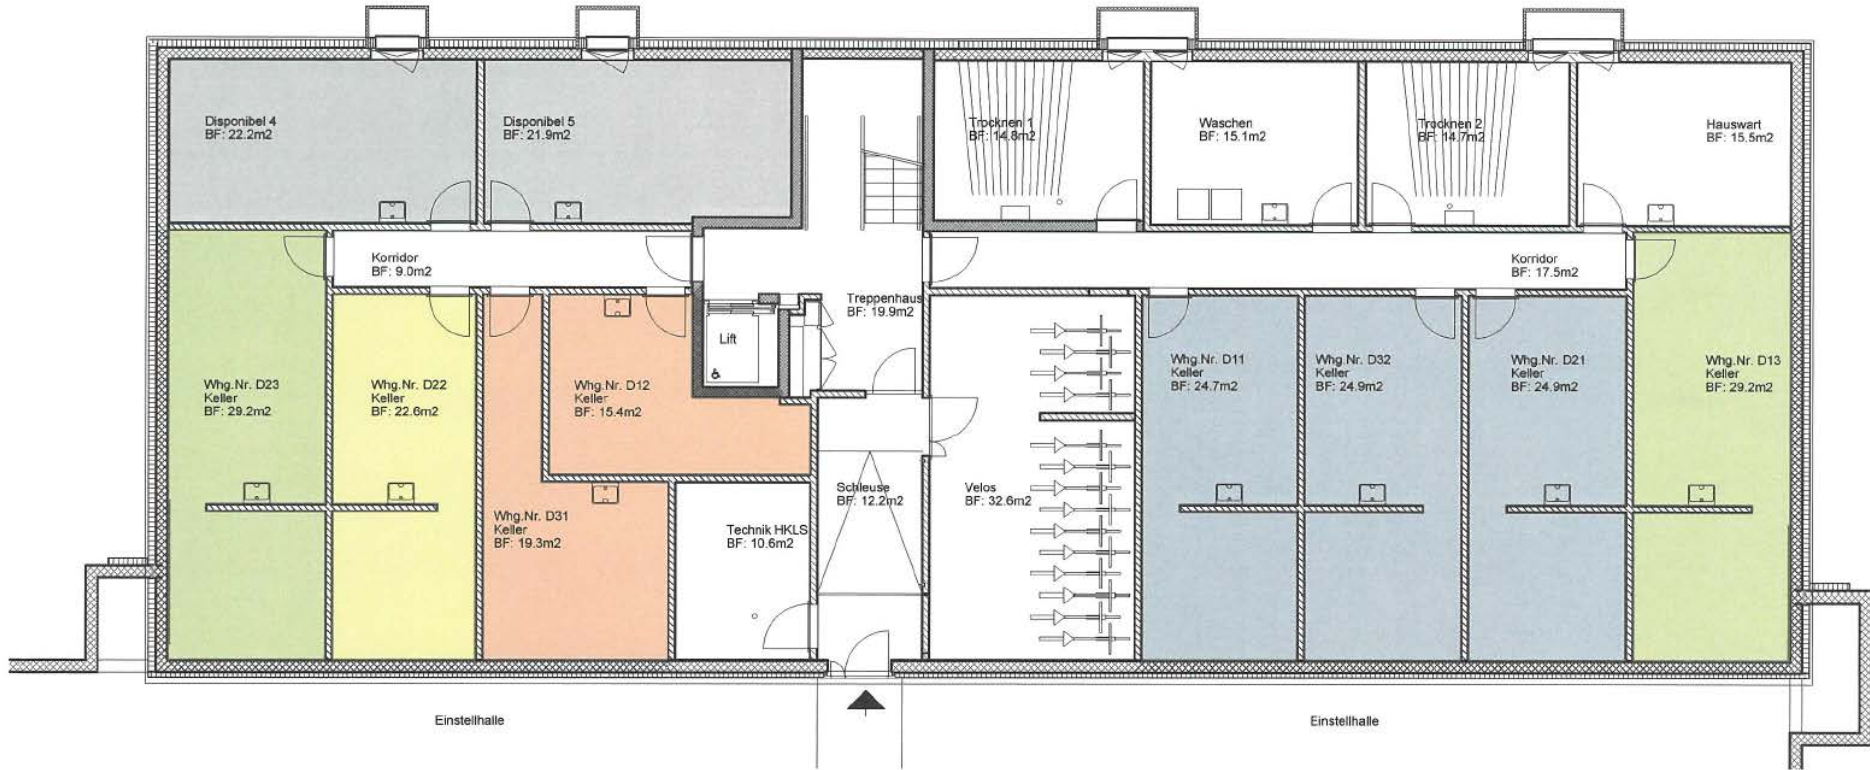 Disponibel 4
BF: 22.2m2
Disponibel 5
BF: 21.9m2
Trocknen 1
BF: 14.8m2
Waschen
BF: 15.1m2
Trocknen 2
BF: 14.7m2
Hauswart
BF: 15.5m2
Korridor
BF: 9.0m2
Korridor
BF: 17.5m2
Treppenhaus
BF: 19.9m2
Lift
Whg.Nr. D23
Keller
BF: 29.2m2
Whg.Nr. D22
Keller
BF: 22.6m2
Whg.Nr. D12
Keller
BF: 15.4m2
Whg.Nr. D11
Keller
BF: 24.7m2
Whg.Nr. D32
Keller
BF: 24.9m2
Whg.Nr. D21
Keller
BF: 24.9m2
Whg.Nr. D13
Keller
BF: 29.2m2
Whg.Nr. D31
Keller
BF: 19.3m2
Technik HKLS
BF: 10.6m2
Schleuse
BF: 12.2m2
Velos
BF: 32.6m2
Einstellhalle
Einstellhalle